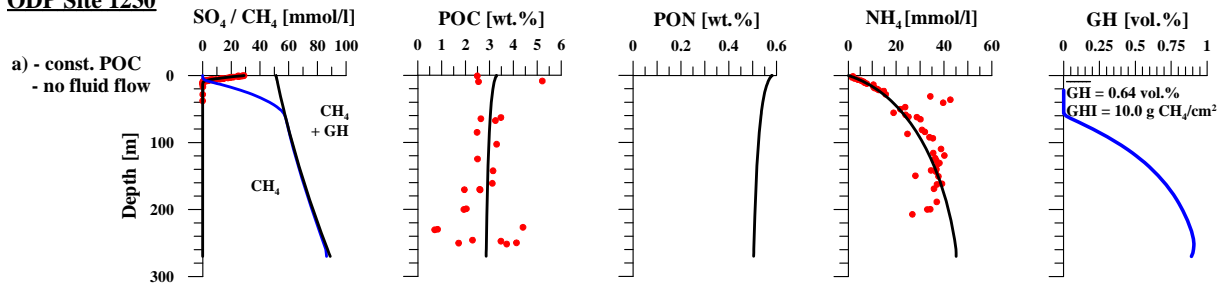 ODP Site 1230
SO4 / CH4 [mmol/l]
POC [wt.%]
PON [wt.%]
NH4[mmol/l]
GH [vol.%]
0 20 40 60 80 100
0 1 2 3 4 5 6
0 0.2 0.4 0.6
0 20 40 60
0 0.25 0.5 0.75 1
a) - const. POC
- no fluid flow
Depth [m]
0
100
200
300
CH4
+ GH
CH4
GH = 0.64 vol.%
GHI = 10.0 g CH4/cm2